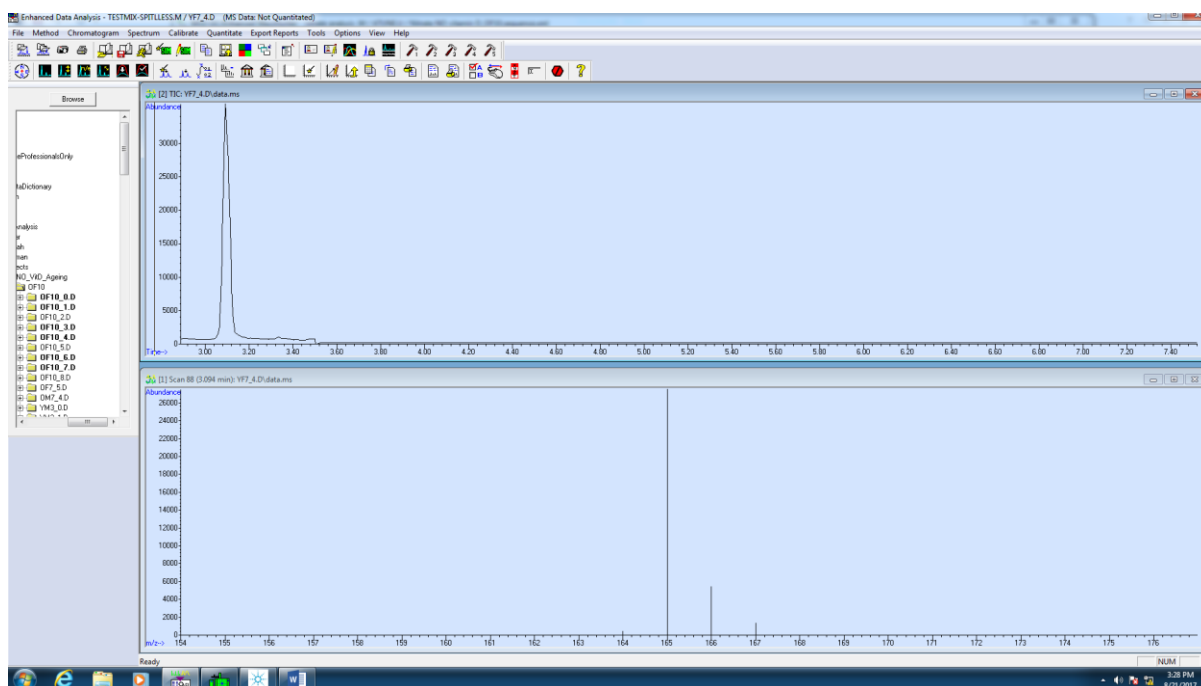 Enhanced Data Analysis - TESTMIX-SPITLLESS.M / YF7_4.D (MS Data: Not Quantitated)
File Method Chromatogram Spectrum Calibrate Quantitate Export Reports Tools Options View Help
Browse
eProfessionalsOnly
taDictionary
nalysis
ah
man
ects
NO_VitD_Ageing
OF10
OF10_0.D
OF10_1.D
OF10_2.D
OF10_3.D
OF10_4.D
OF10_5.D
OF10_6.D
OF10_7.D
OF10_8.D
OF7_5.D
OM7_4.D
YM3_0.D
[2] TIC: YF7_4.D\data.ms
Abundance
30000
25000
20000
15000
10000
5000
0
Time-->
3.00 3.20 3.40 3.60 3.80 4.00 4.20 4.40 4.60 4.80 5.00 5.20 5.40 5.60 5.80 6.00 6.20 6.40 6.60 6.80 7.00 7.20 7.40
[1] Scan 88 (3.094 min): YF7_4.D\data.ms
Abundance
26000
24000
22000
20000
18000
16000
14000
12000
10000
8000
6000
4000
2000
0
m/z-->
154 155 156 157 158 159 160 161 162 163 164 165 166 167 168 169 170 171 172 173 174 175 176
Ready
NUM
3:28 PM
8/21/2017